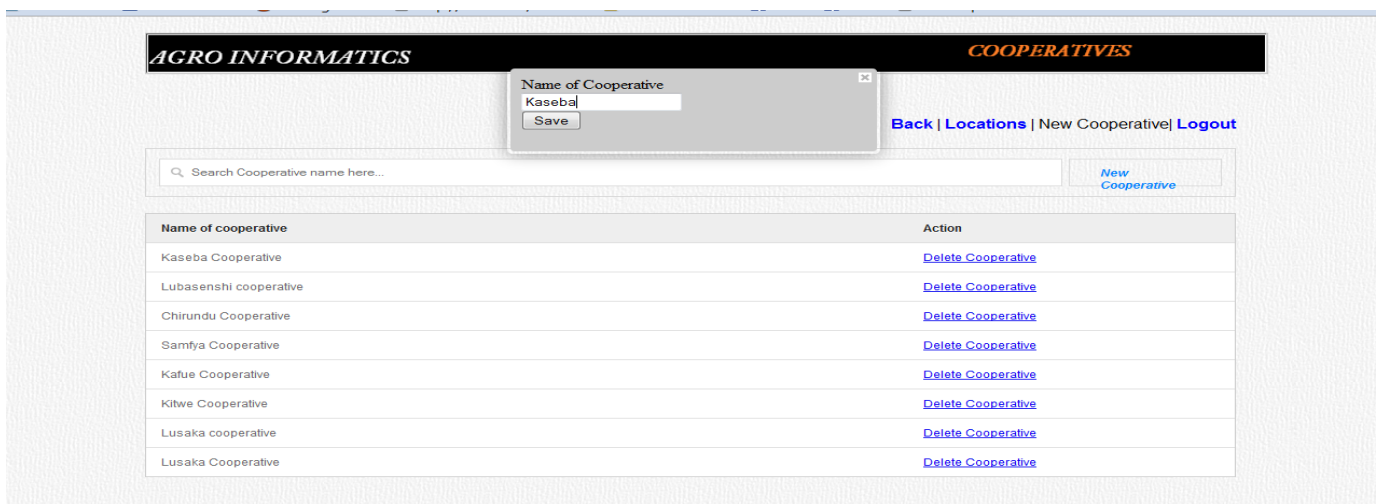 AGRO INFORMATICS COOPERATIVES
Name of Cooperative
Kaseba
Save
Back | Locations | New Cooperative| Logout
Search Cooperative name here...
New
Cooperative
Name of cooperative Action
Kaseba Cooperative Delete Cooperative
Lubasenshi cooperative Delete Cooperative
Chirundu Cooperative Delete Cooperative
Samfya Cooperative Delete Cooperative
Kafue Cooperative Delete Cooperative
Kitwe Cooperative Delete Cooperative
Lusaka cooperative Delete Cooperative
Lusaka Cooperative Delete Cooperative